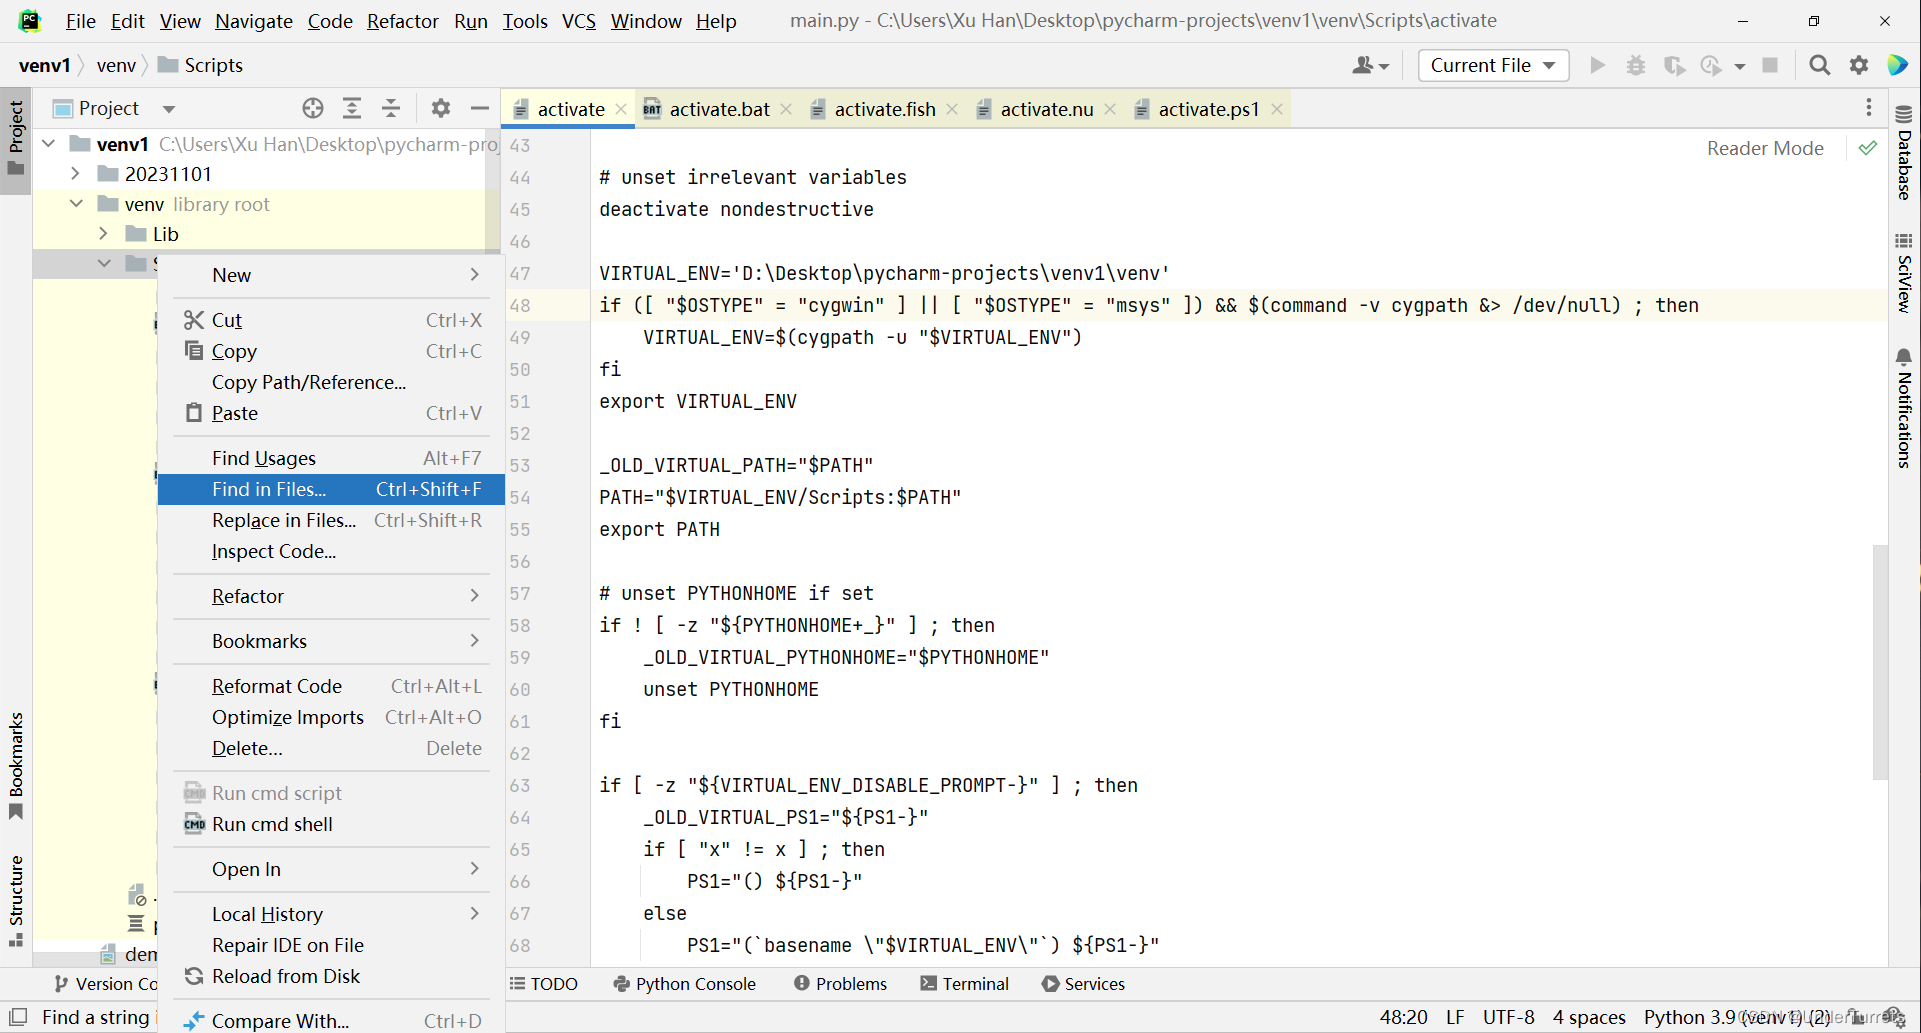 File Edit View Navigate Code Refactor Run Tools VCS Window Help main.py - C:\Users\Xu Han\Desktop\pycharm-projects\venv1\venv\Scripts\activate
venv1 venv Scripts Current File
Project
Project
activate activate.bat activate.fish activate.nu activate.ps1
venv1 C:\Users\Xu Han\Desktop\pycharm-proj
20231101
venv library root
Lib
S
New
Cut Ctrl+X
Copy Ctrl+C
Copy Path/Reference...
Paste Ctrl+V
Find Usages Alt+F7
Find in Files... Ctrl+Shift+F
Replace in Files... Ctrl+Shift+R
Inspect Code...
Refactor
Bookmarks
Reformat Code Ctrl+Alt+L
Optimize Imports Ctrl+Alt+O
Delete... Delete
Run cmd script
CMD Run cmd shell
Open In
Local History
Repair IDE on File
Reload from Disk
Compare With... Ctrl+D
dem
Bookmarks
Structure
Reader Mode
43
44 # unset irrelevant variables
45 deactivate nondestructive
46
47 VIRTUAL_ENV='D:\Desktop\pycharm-projects\venv1\venv'
48 if ([ "$OSTYPE" = "cygwin" ] || [ "$OSTYPE" = "msys" ]) && $(command -v cygpath &> /dev/null) ; then
49 VIRTUAL_ENV=$(cygpath -u "$VIRTUAL_ENV")
50 fi
51 export VIRTUAL_ENV
52
53 _OLD_VIRTUAL_PATH="$PATH"
54 PATH="$VIRTUAL_ENV/Scripts:$PATH"
55 export PATH
56
57 # unset PYTHONHOME if set
58 if ! [ -z "${PYTHONHOME+_}" ] ; then
59 _OLD_VIRTUAL_PYTHONHOME="$PYTHONHOME"
60 unset PYTHONHOME
61 fi
62
63 if [ -z "${VIRTUAL_ENV_DISABLE_PROMPT-}" ] ; then
64 _OLD_VIRTUAL_PS1="${PS1-}"
65 if [ "x" != x ] ; then
66 PS1="() ${PS1-}"
67 else
68 PS1="(`basename \"$VIRTUAL_ENV\"`) ${PS1-}"
Database
SciView
Notifications
Version Co TODO Python Console Problems Terminal Services
Find a string i 48:20 LF UTF-8 4 spaces Python 3.9 (venv1) (2)
CSDN @UnderTurrets